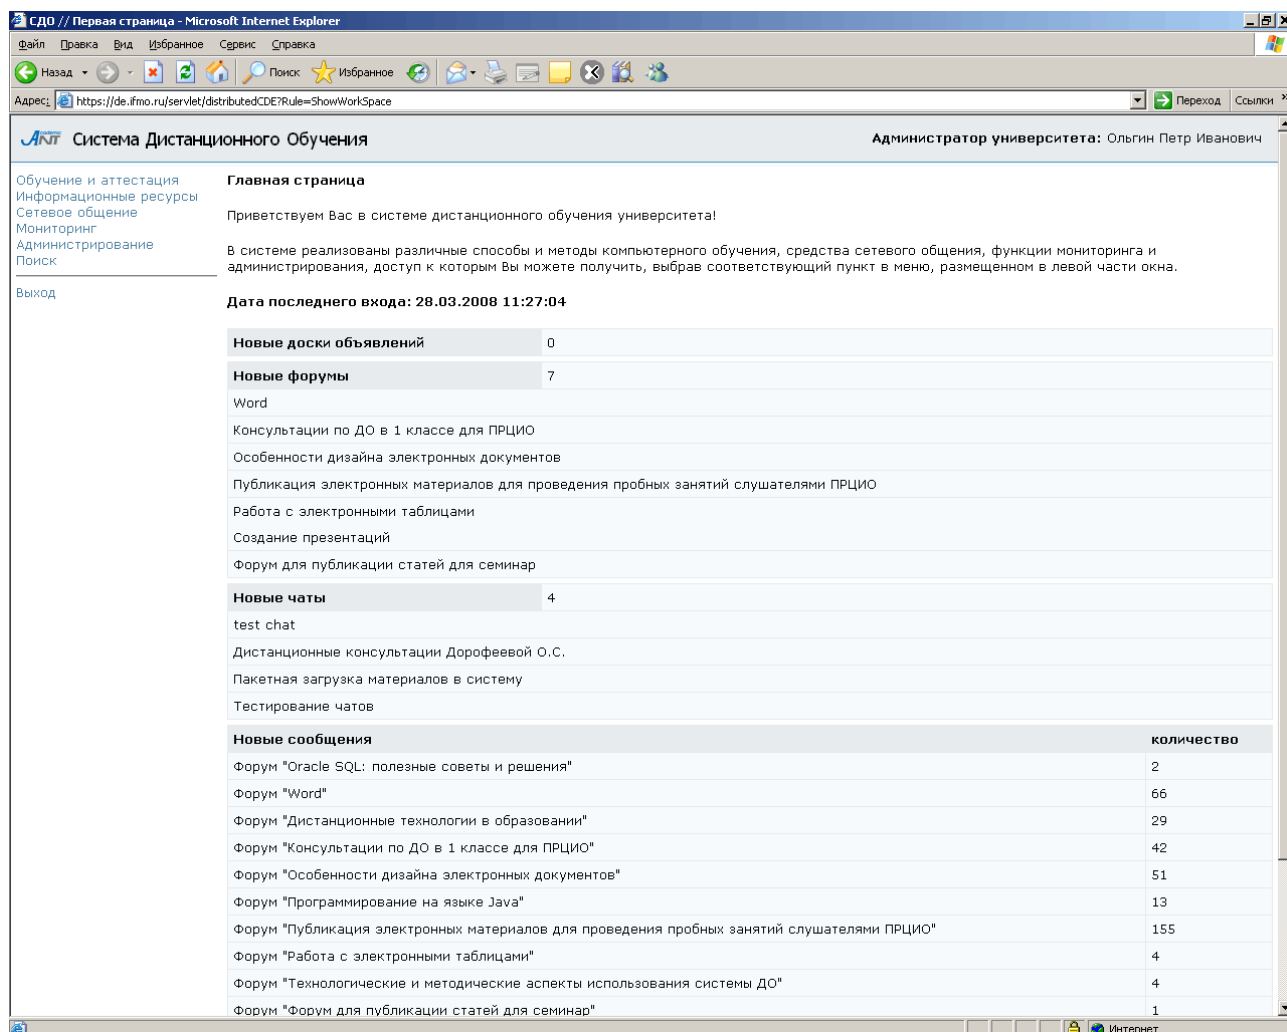 СДО // Первая страница - Microsoft Internet Explorer
Файл Правка Вид Избранное Сервис Справка
Назад Поиск Избранное
Адрес: https://de.ifmo.ru/servlet/distributedCDE?Rule=ShowWorkSpace Переход Ссылки »
academic ANT Система Дистанционного Обучения Администратор университета: Ольгин Петр Иванович
Обучение и аттестация
Информационные ресурсы
Сетевое общение
Мониторинг
Администрирование
Поиск
Выход
Главная страница
Приветствуем Вас в системе дистанционного обучения университета!
В системе реализованы различные способы и методы компьютерного обучения, средства сетевого общения, функции мониторинга и
администрирования, доступ к которым Вы можете получить, выбрав соответствующий пункт в меню, размещенном в левой части окна.
Дата последнего входа: 28.03.2008 11:27:04
Новые доски объявлений 0
Новые форумы 7
Word
Консультации по ДО в 1 классе для ПРЦИО
Особенности дизайна электронных документов
Публикация электронных материалов для проведения пробных занятий слушателями ПРЦИО
Работа с электронными таблицами
Создание презентаций
Форум для публикации статей для семинар
Новые чаты 4
test chat
Дистанционные консультации Дорофеевой О.С.
Пакетная загрузка материалов в систему
Тестирование чатов
Новые сообщения количество
Форум "Oracle SQL: полезные советы и решения" 2
Форум "Word" 66
Форум "Дистанционные технологии в образовании" 29
Форум "Консультации по ДО в 1 классе для ПРЦИО" 42
Форум "Особенности дизайна электронных документов" 51
Форум "Программирование на языке Java" 13
Форум "Публикация электронных материалов для проведения пробных занятий слушателями ПРЦИО" 155
Форум "Работа с электронными таблицами" 4
Форум "Технологические и методические аспекты использования системы ДО" 4
Форум "Форум для публикации статей для семинар" 1
Интернет